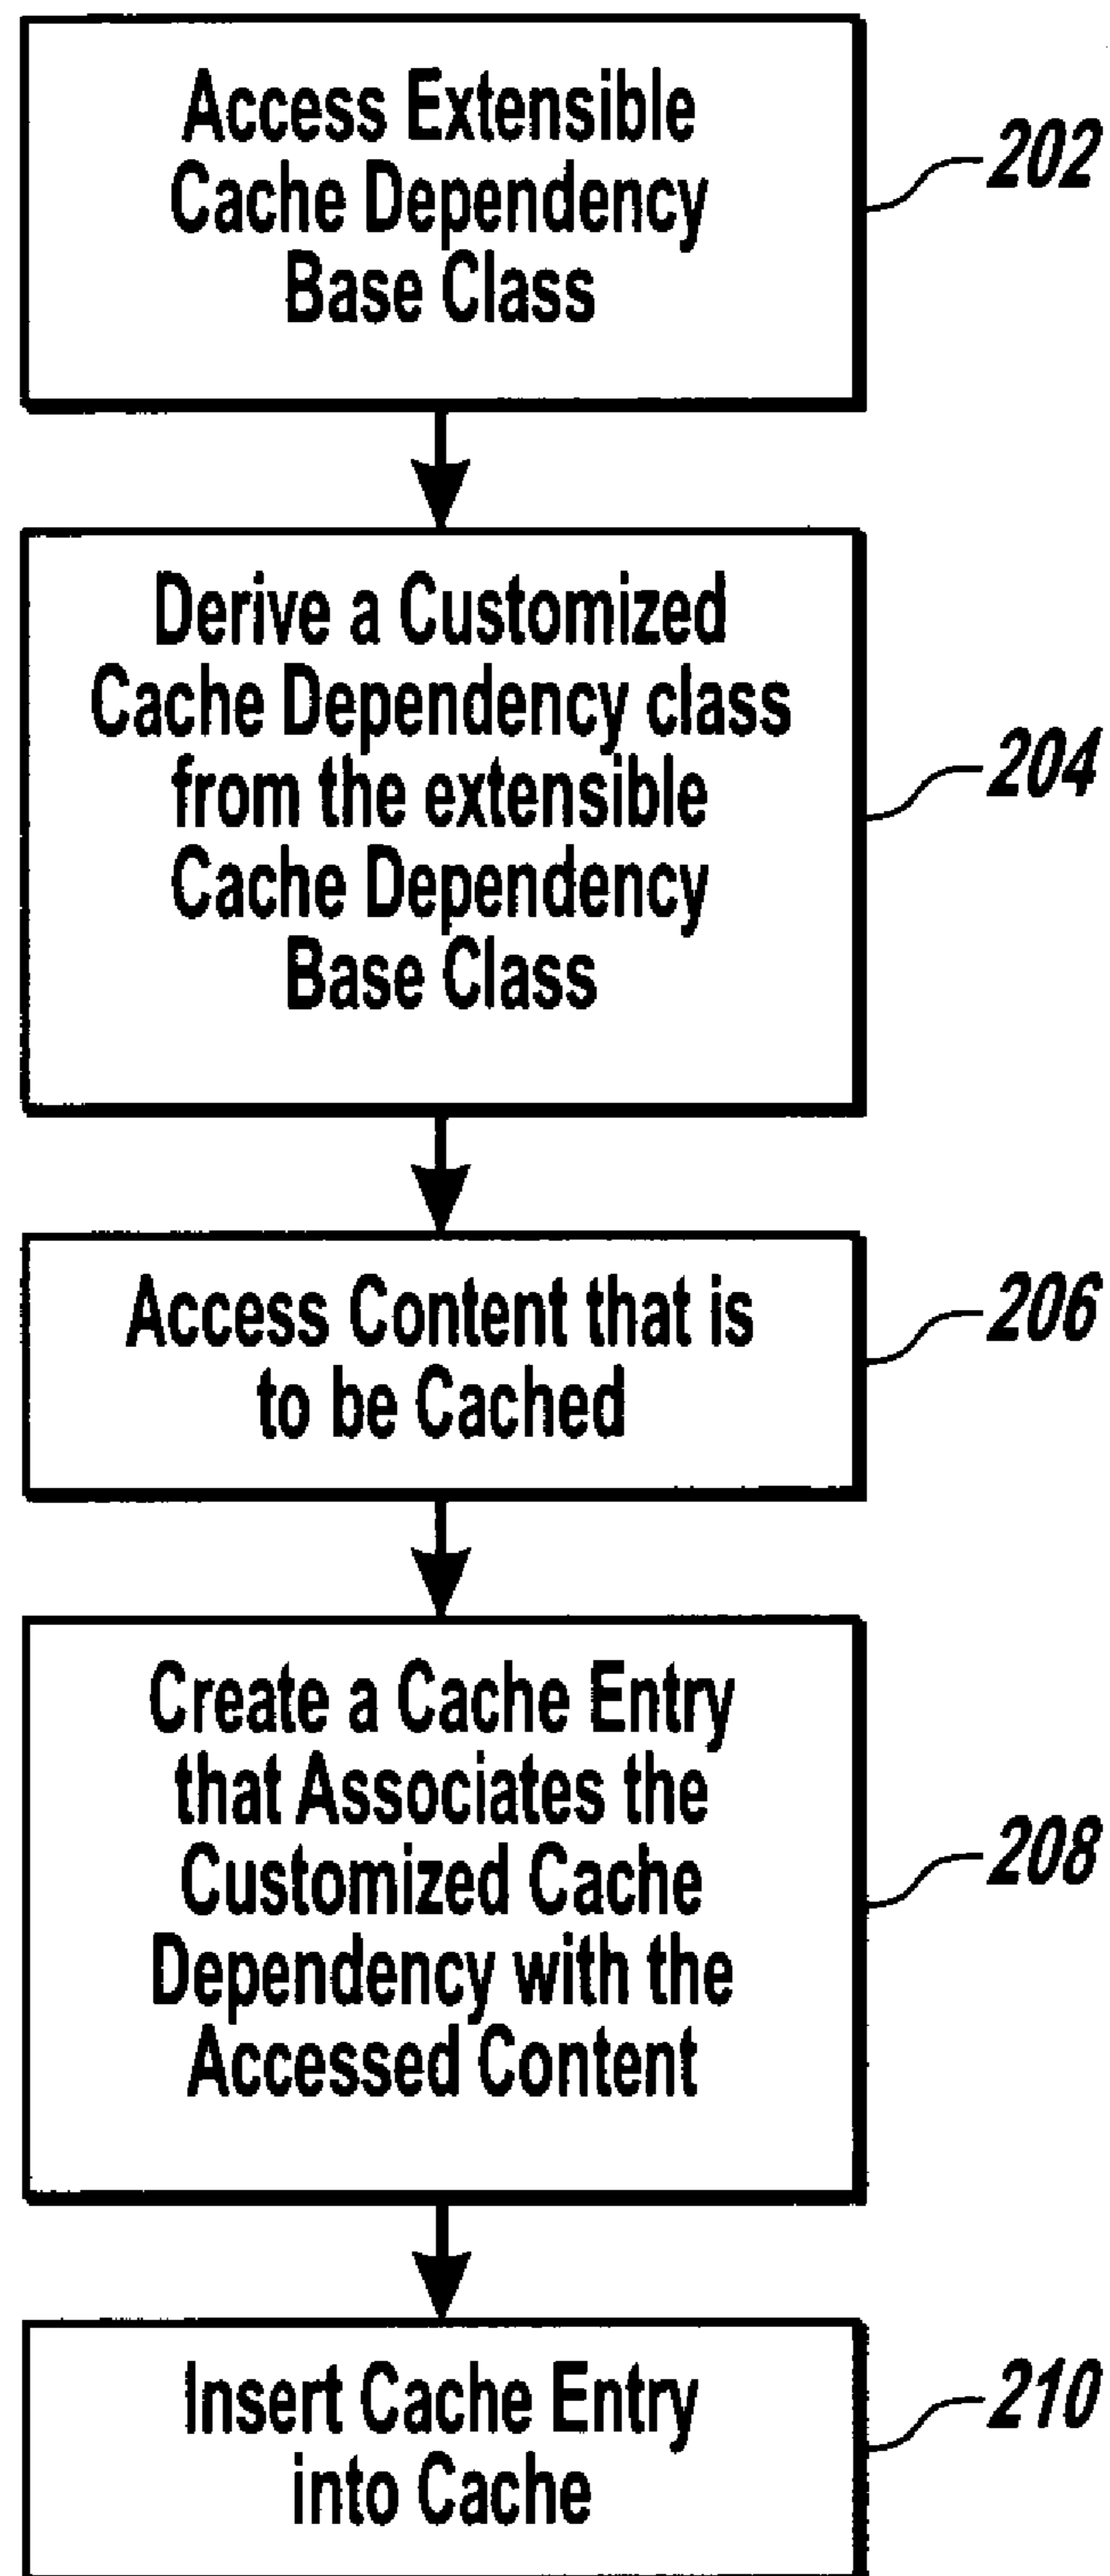 Access Extensible
Cache Dependency
Base Class
202
Derive a Customized
Cache Dependency class
from the extensible
Cache Dependency
Base Class
204
Access Content that is
to be Cached
206
Create a Cache Entry
that Associates the
Customized Cache
Dependency with the
Accessed Content
208
Insert Cache Entry
into Cache
210